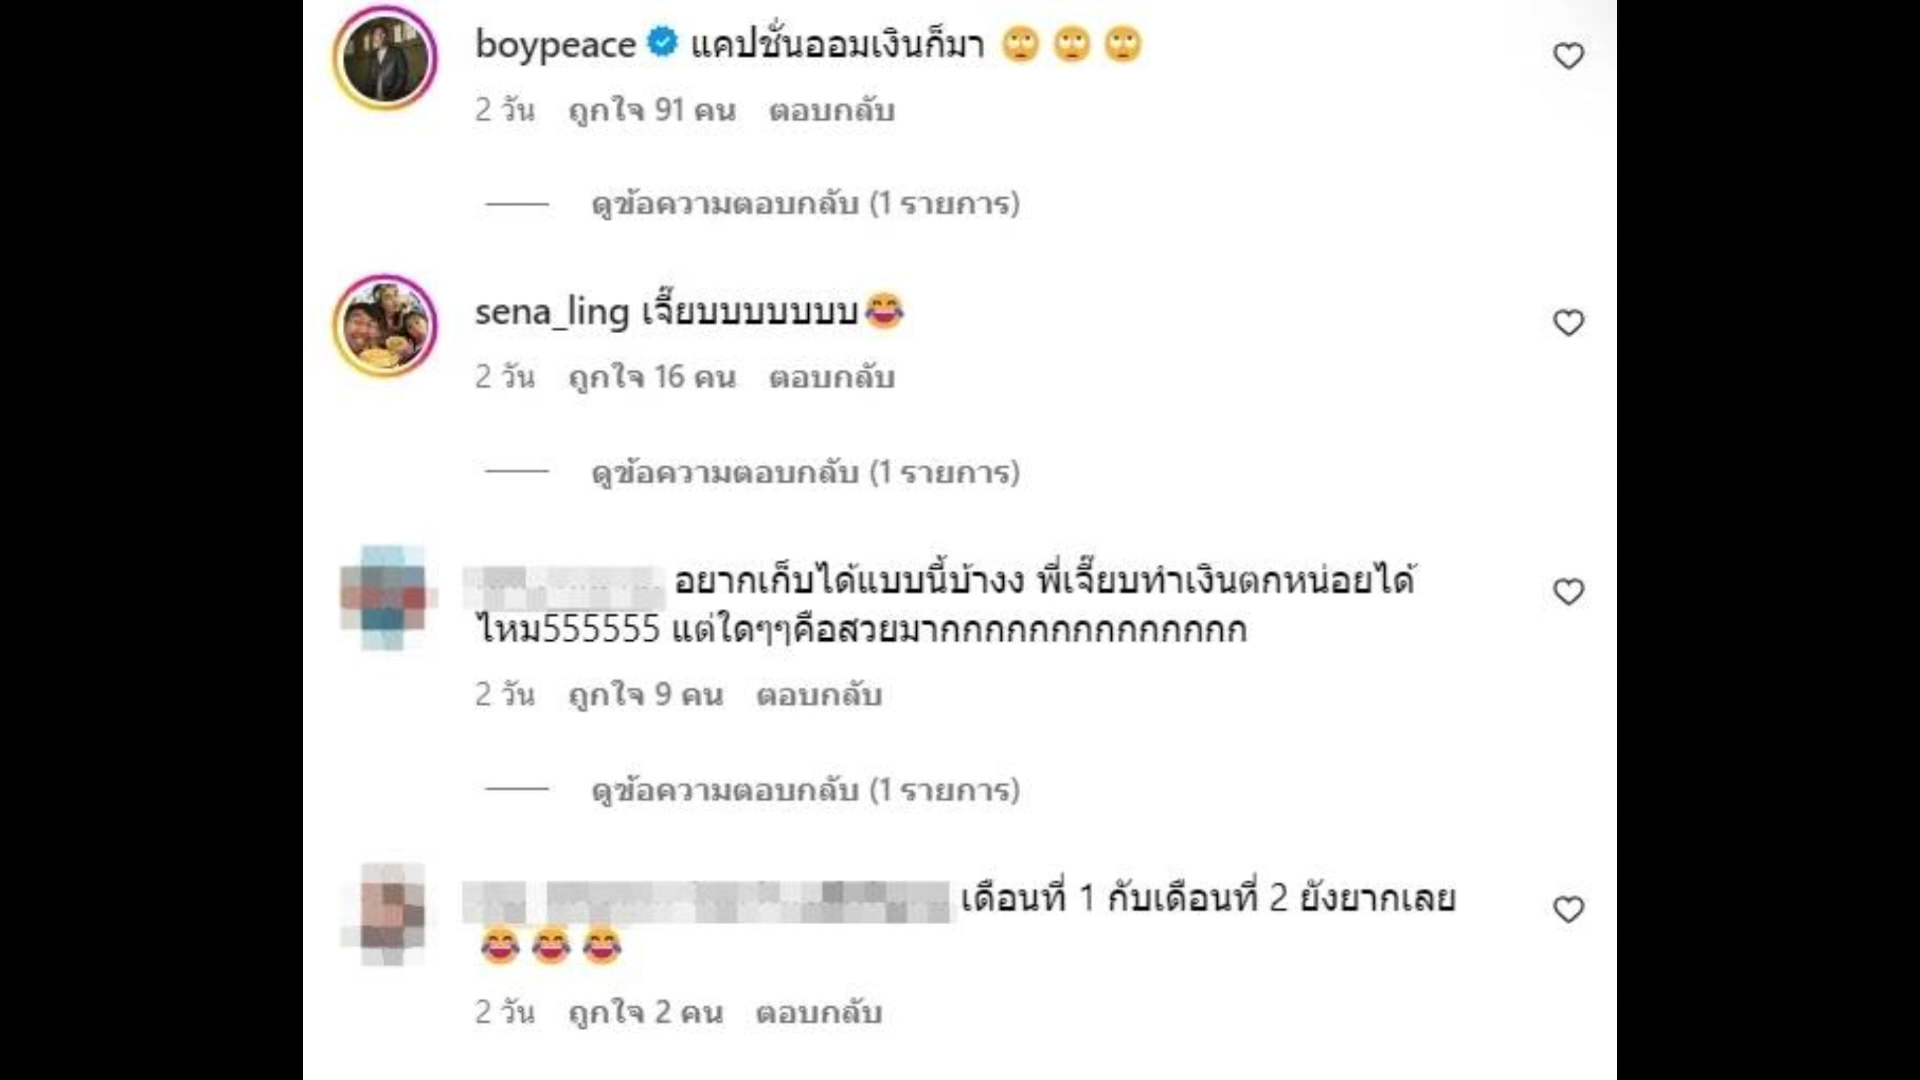 boypeace แคปชั่นออมเงินก็มา 🙄 🙄 🙄
2 วัน ถูกใจ 91 คน ตอบกลับ
ดูข้อความตอบกลับ (1 รายการ)
sena_ling เจี๊ยบบบบบบบ😂
2 วัน ถูกใจ 16 คน ตอบกลับ
ดูข้อความตอบกลับ (1 รายการ)
อยากเก็บได้แบบนี้บ้างง พี่เจี๊ยบทำเงินตกหน่อยได้
ไหม555555 แต่ใดๆๆคือสวยมากกกกกกกกกกกกกกก
2 วัน ถูกใจ 9 คน ตอบกลับ
ดูข้อความตอบกลับ (1 รายการ)
เดือนที่ 1 กับเดือนที่ 2 ยังยากเลย
😂 😂 😂
2 วัน ถูกใจ 2 คน ตอบกลับ